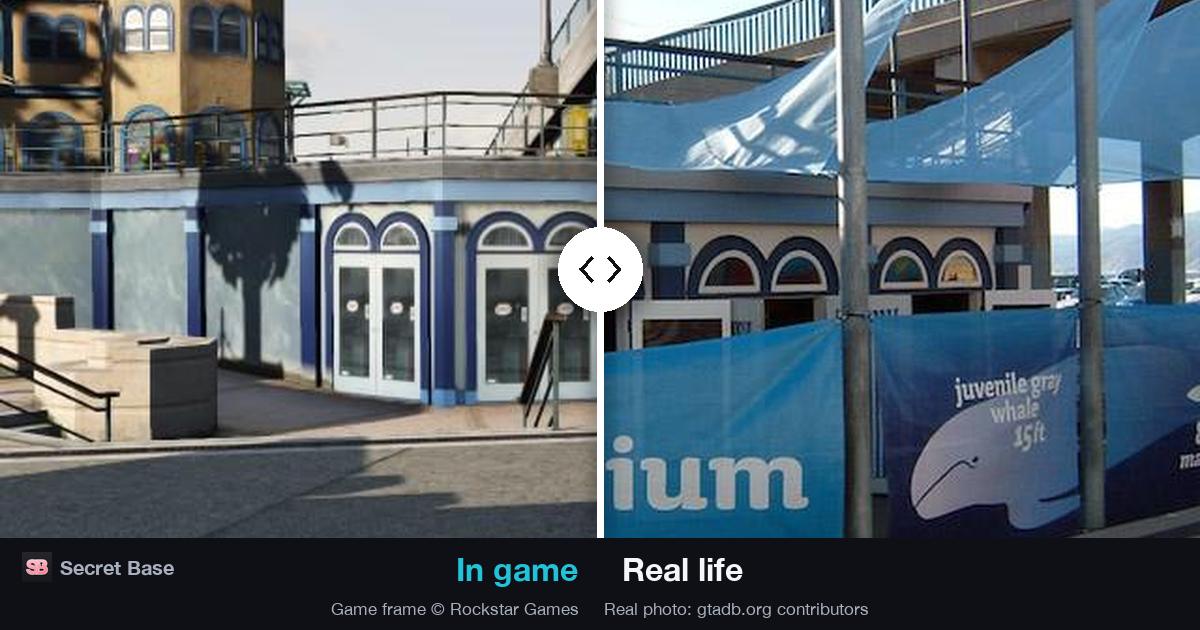 ium
juvenile gray
whale
15ft
SB Secret Base
In game
Real life
Game frame © Rockstar Games
Real photo: gtadb.org contributors